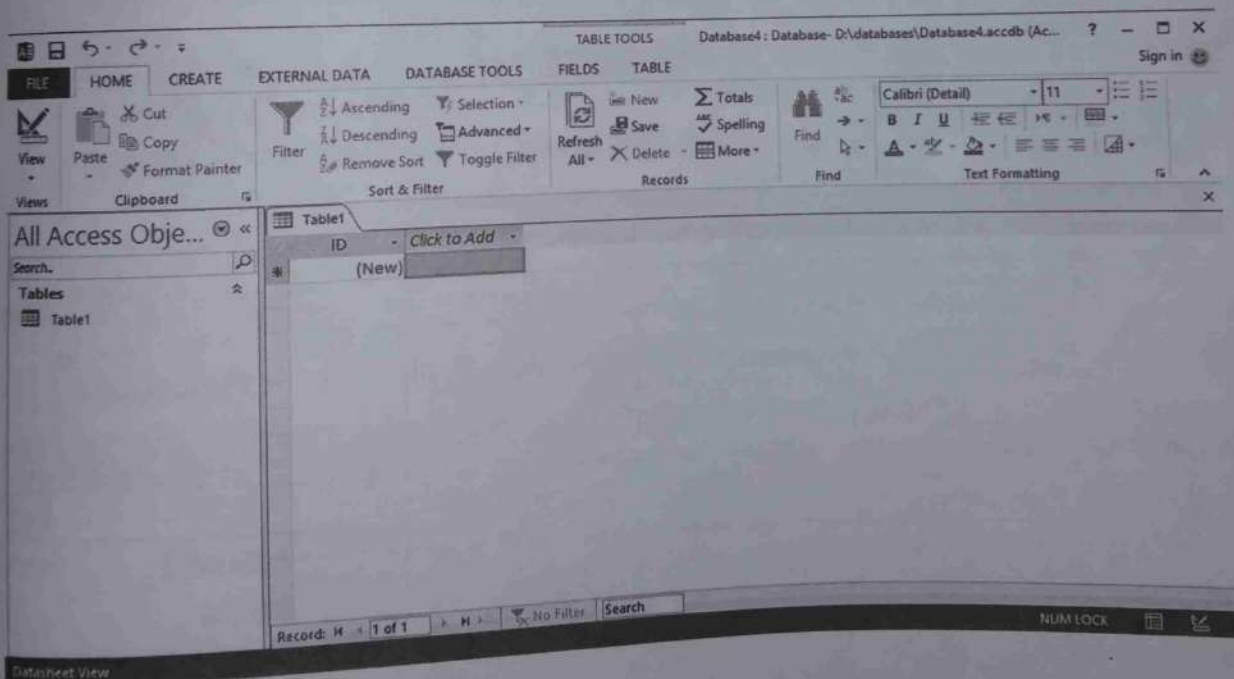 TABLE TOOLS Database4 : Database- D:\databases\Database4.accdb (Ac... ?
Sign in
FILE HOME CREATE EXTERNAL DATA DATABASE TOOLS FIELDS TABLE
View
Views
Paste
Cut
Copy
Format Painter
Clipboard
Filter
Ascending
Descending
Remove Sort
Selection
Advanced
Toggle Filter
Sort & Filter
Refresh
All
New
Save
Delete
Totals
Spelling
More
Records
Find
Find
Calibri (Detail) 11
B I U
A
Text Formatting
All Access Obje...
Search..
Tables
Table1
Table1
ID Click to Add
(New)
Record: 1 of 1 No Filter Search
NUM LOCK
Datasheet View